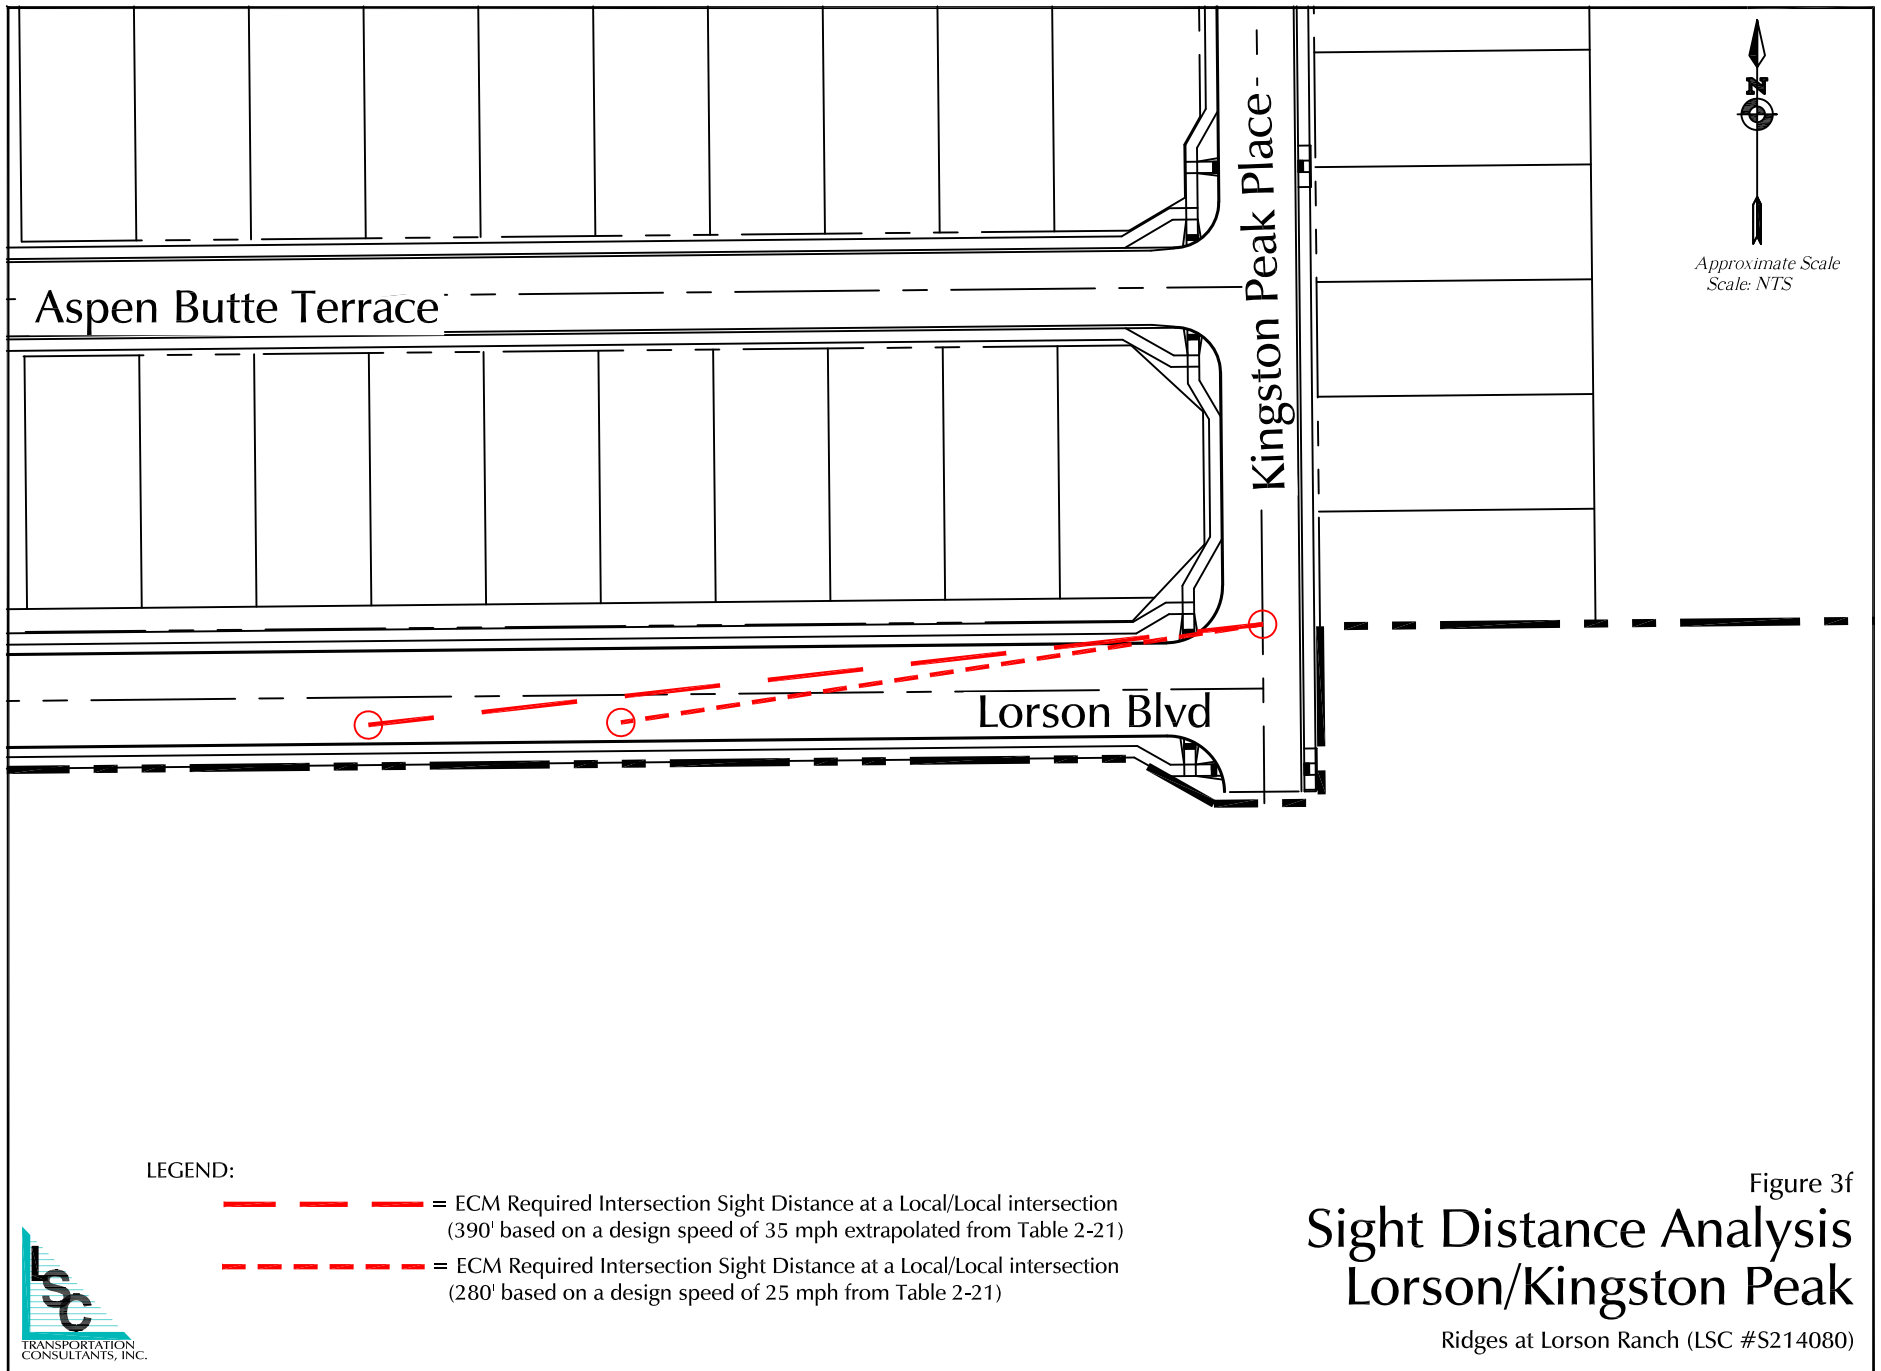 Kingston Peak Place
N
Approximate Scale
Scale: NTS
Aspen Butte Terrace
Lorson Blvd
LEGEND:
= ECM Required Intersection Sight Distance at a Local/Local intersection
(390' based on a design speed of 35 mph extrapolated from Table 2-21)
= ECM Required Intersection Sight Distance at a Local/Local intersection
(280' based on a design speed of 25 mph from Table 2-21)
LSC
TRANSPORTATION
CONSULTANTS, INC.
Figure 3f
Sight Distance Analysis
Lorson/Kingston Peak
Ridges at Lorson Ranch (LSC #S214080)